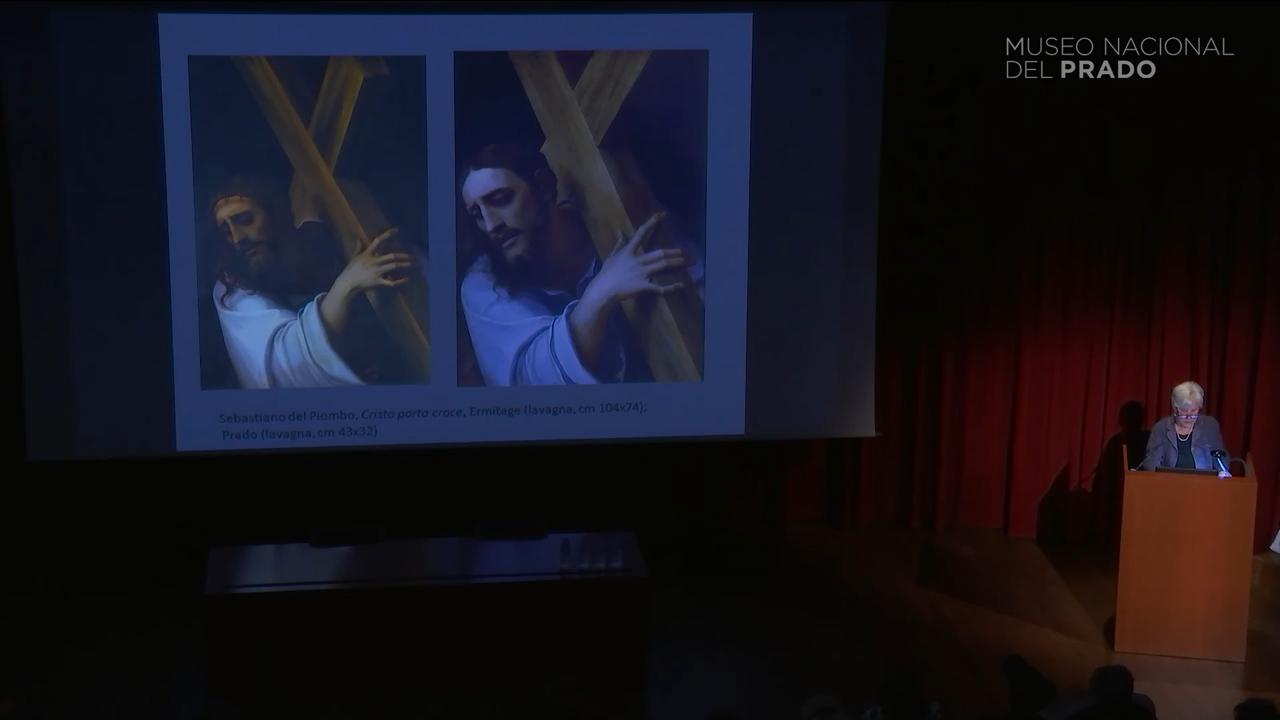 MUSEO NACIONAL
DEL PRADO
Sebastiano del Piombo, Cristo porta croce, Ermitage (lavagna, cm 104x74);
Prado (lavagna, cm 43x32)